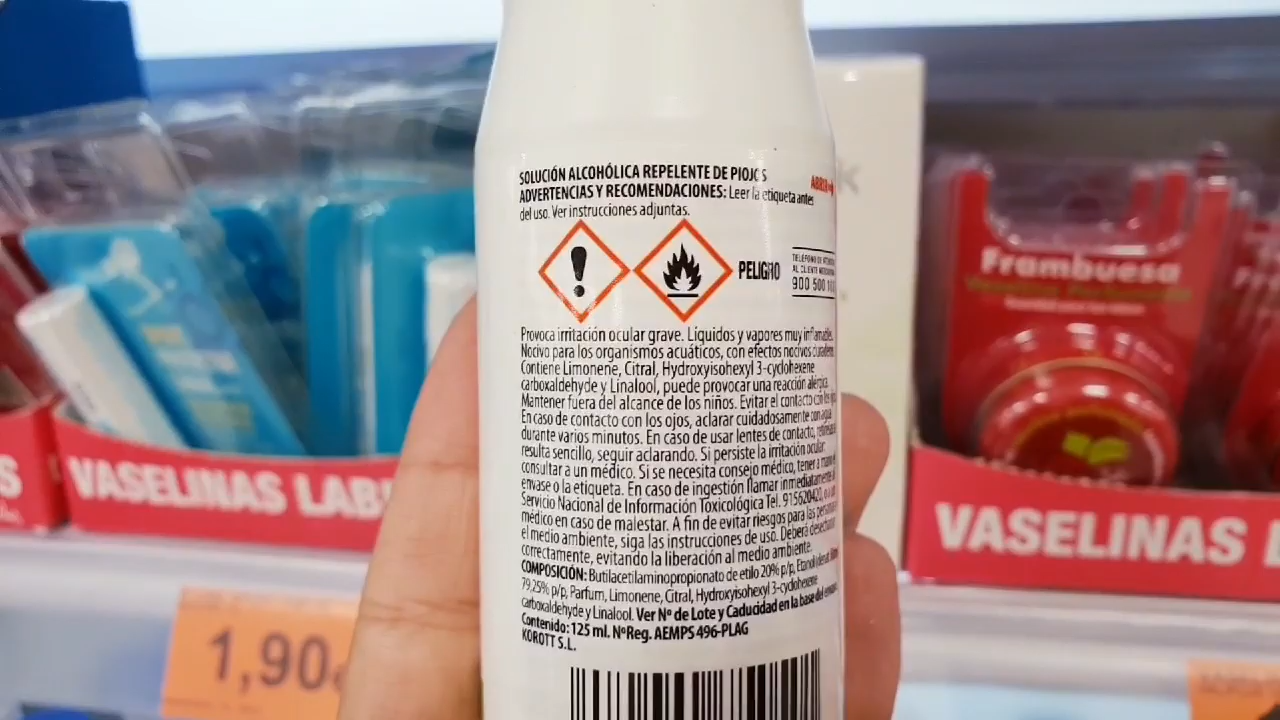 SOLUCIÓN ALCOHÓLICA REPELENTE DE PIOJOS
ADVERTENCIAS Y RECOMENDACIONES: Leer la etiqueta antes
del uso. Ver instrucciones adjuntas.
ABRIR
PELIGRO
TELÉFONO DE ATENCIÓN
AL CLIENTE
900 500 1
Provoca irritación ocular grave. Líquidos y vapores muy inflamables.
Nocivo para los organismos acuáticos, con efectos nocivos duraderos.
Contiene Limonene, Citral, Hydroxyisohexyl 3-cyclohexene
carboxaldehyde y Linalool, puede provocar una reacción alérgica.
Mantener fuera del alcance de los niños. Evitar el contacto con los
En caso de contacto con los ojos, aclarar cuidadosamente con agua
durante varios minutos. En caso de usar lentes de contacto,
resulta sencillo, seguir aclarando. Si persiste la irritación ocular:
consultar a un médico. Si se necesita consejo médico, tener a mano el
envase o la etiqueta. En caso de ingestión llamar inmediatamente al
Servicio Nacional de Información Toxicológica Tel. 915620420, o
médico en caso de malestar. A fin de evitar riesgos para las personas
el medio ambiente, siga las instrucciones de uso. Deberá desecharse
correctamente, evitando la liberación al medio ambiente.
COMPOSICIÓN: Butilacetilaminopropionato de etilo 20% p/p, Etanol
79,25% p/p, Parfum, Limonene, Citral, Hydroxyisohexyl 3-cyclohexene
carboxaldehyde y Linalool. Ver Nº de Lote y Caducidad en la base del envase.
Contenido: 125 ml. NºReg. AEMPS 496-PLAG
KOROTT S.L.
Frambuesa
VASELINAS LAB
VASELINAS
1,90